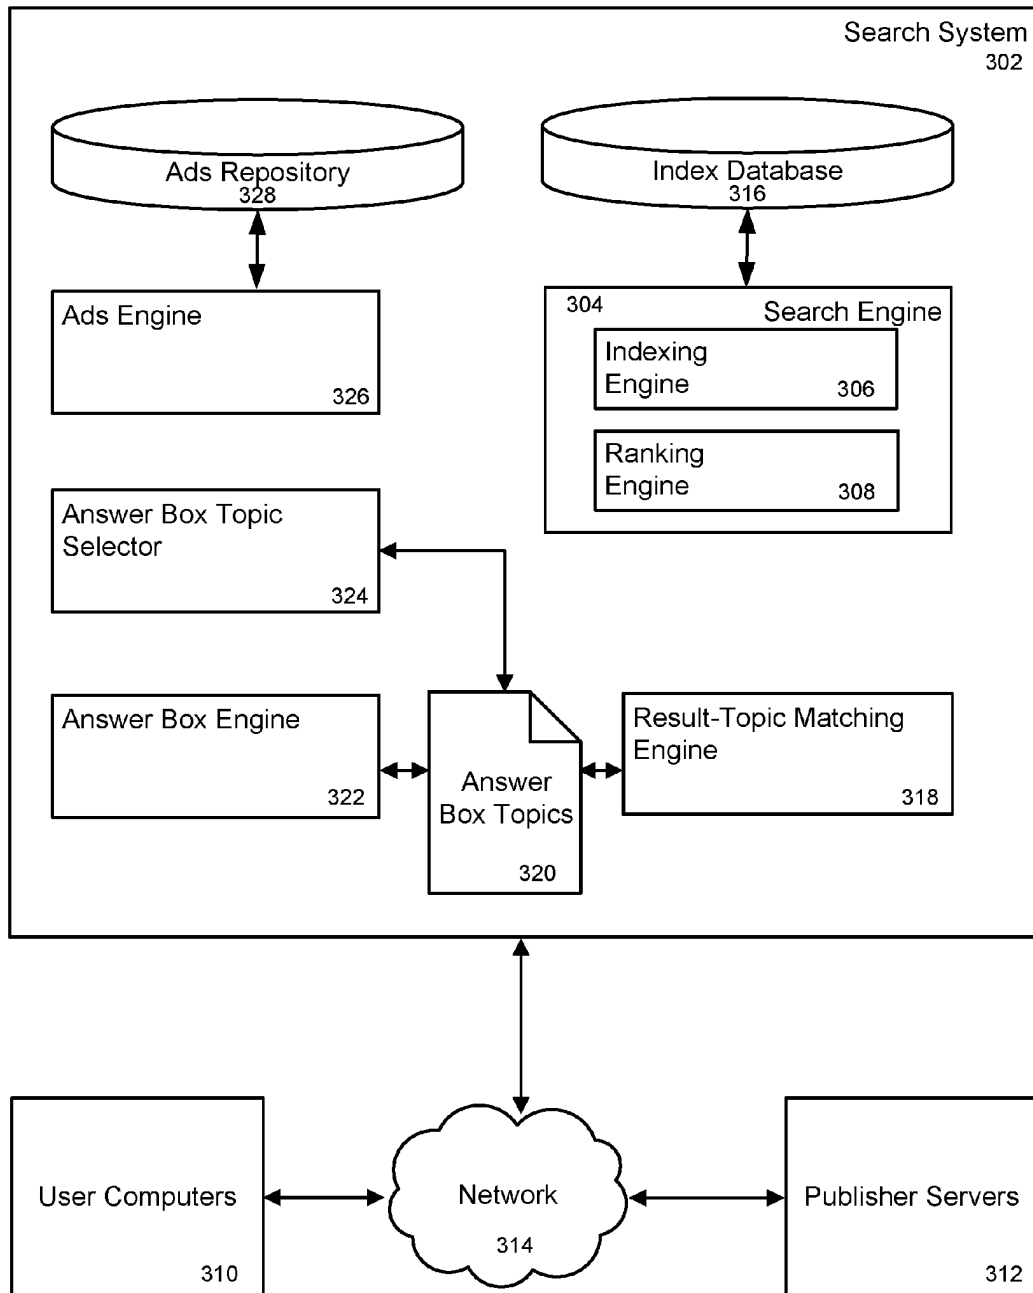 Search System
302
Ads Repository
328
Index Database
316
Ads Engine
326
304
Search Engine
Indexing
Engine
306
Ranking
Engine
308
Answer Box Topic
Selector
324
Answer Box Engine
322
Answer
Box Topics
320
Result-Topic Matching
Engine
318
User Computers
310
Network
314
Publisher Servers
312